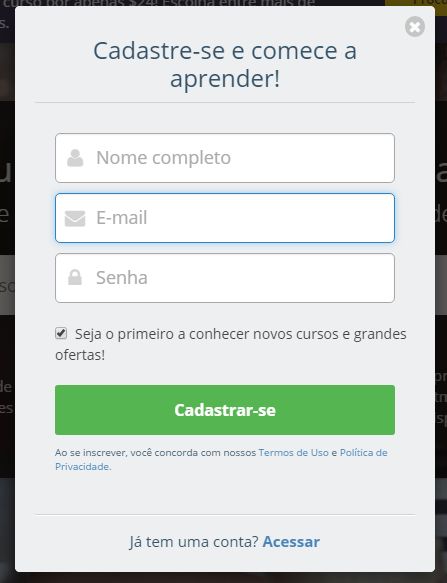 curso por apenas $24! Escolha entre mais de
Cadastre-se e comece a
aprender!
Nome completo
E-mail
Senha
Seja o primeiro a conhecer novos cursos e grandes
ofertas!
Cadastrar-se
Ao se inscrever, você concorda com nossos Termos de Uso e Política de
Privacidade.
Já tem uma conta? Acessar